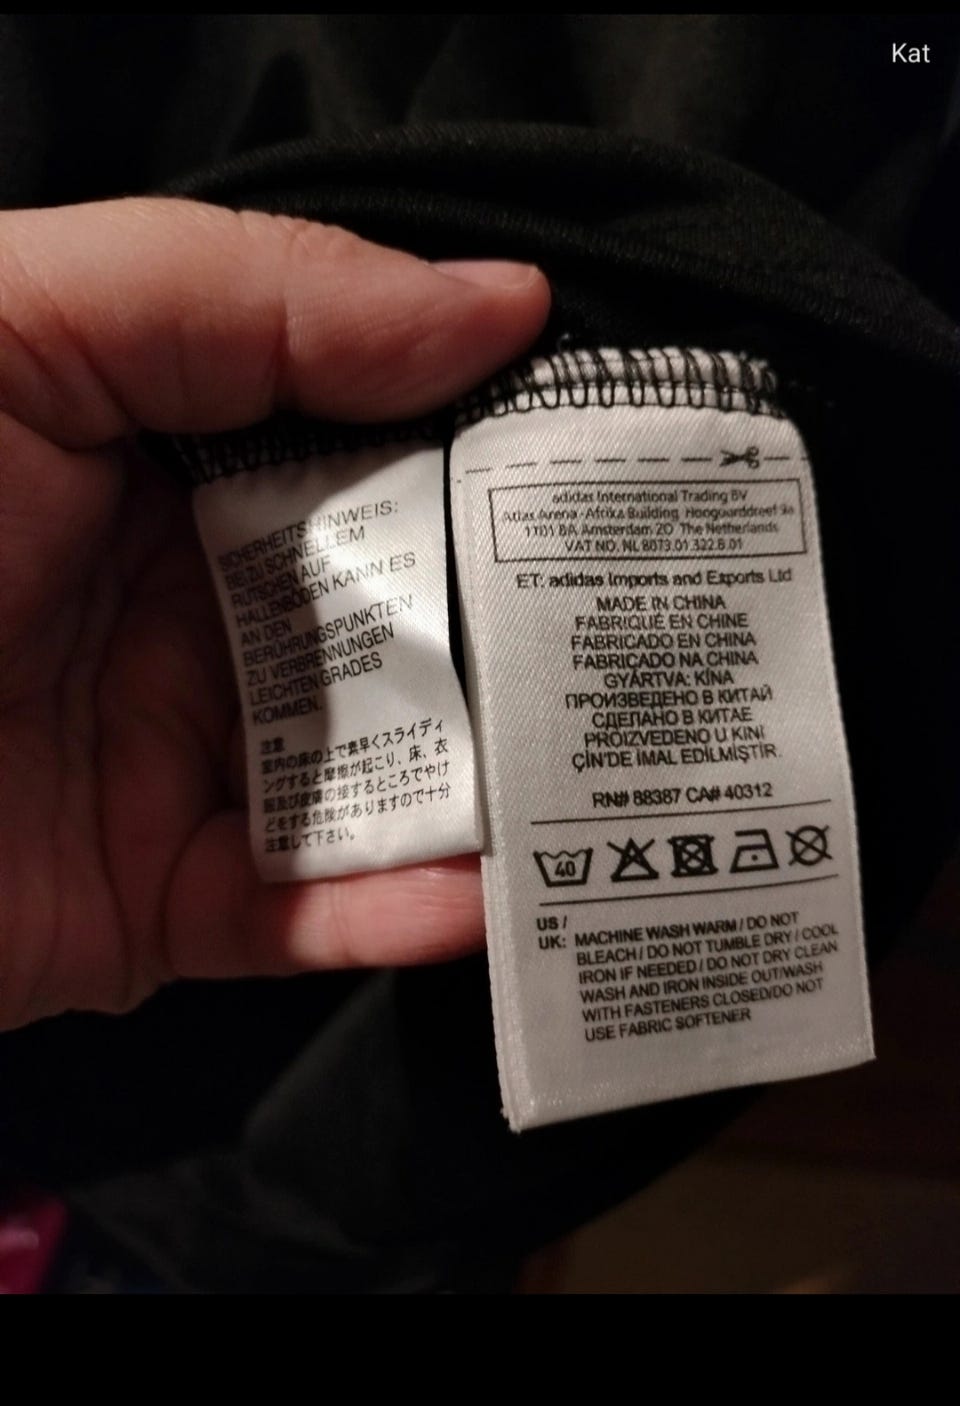 Kat
SICHERHEITSHINWEIS:
BEI ZU SCHNELLEM
RUTSCHEN AUF
HALLENBÖDEN KANN ES
AN DEN
BERÜHRUNGSPUNKTEN
ZU VERBRENNUNGEN
LEICHTEN GRADES
KOMMEN.
注意
室内の床の上で素早くスライディ
ングすると摩擦が起こり、床、衣
服及び皮膚の接するところでやけ
どをする危険がありますので十分
注意して下さい。
adidas International Trading BV
Atlas Arena - Afrika Building Hoogoorddreef 9a
1101 BA Amsterdam ZO The Netherlands
VAT NO. NL 8073.01.322.B.01
ET: adidas Imports and Exports Ltd
MADE IN CHINA
FABRIQUÉ EN CHINE
FABRICADO EN CHINA
FABRICADO NA CHINA
GYÁRTVA: KÍNA
ПРОИЗВЕДЕНО В КИТАЙ
СДЕЛАНО В КИТАЕ
PROIZVEDENO U KINI
ÇİN'DE İMAL EDİLMİŞTİR.
RN# 88387 CA# 40312
40
US /
UK: MACHINE WASH WARM / DO NOT
BLEACH / DO NOT TUMBLE DRY / COOL
IRON IF NEEDED / DO NOT DRY CLEAN
WASH AND IRON INSIDE OUT/WASH
WITH FASTENERS CLOSED/DO NOT
USE FABRIC SOFTENER